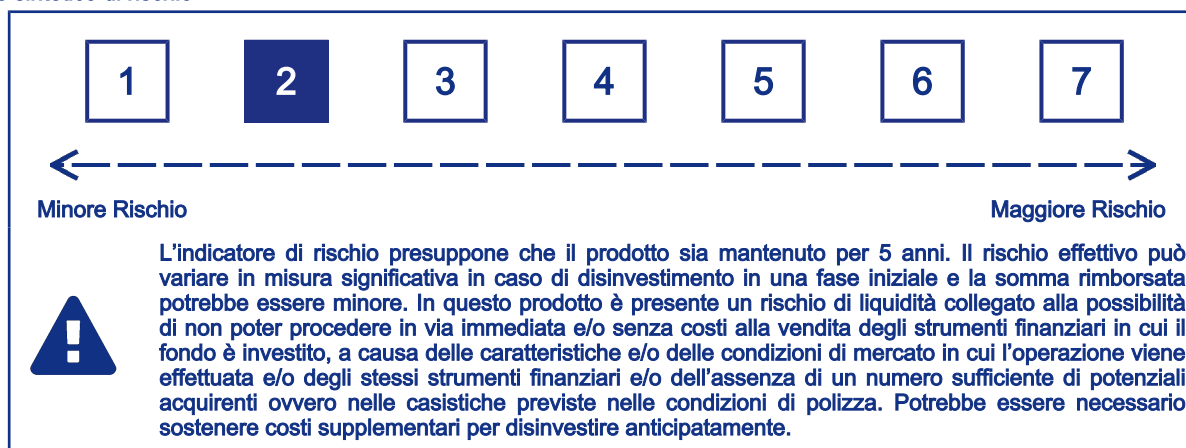 1 2 3 4 5 6 7
Minore Rischio Maggiore Rischio
L'indicatore di rischio presuppone che il prodotto sia mantenuto per 5 anni. Il rischio effettivo può
variare in misura significativa in caso di disinvestimento in una fase iniziale e la somma rimborsata
potrebbe essere minore. In questo prodotto è presente un rischio di liquidità collegato alla possibilità
di non poter procedere in via immediata e/o senza costi alla vendita degli strumenti finanziari in cui il
fondo è investito, a causa delle caratteristiche e/o delle condizioni di mercato in cui l'operazione viene
effettuata e/o degli stessi strumenti finanziari e/o dell'assenza di un numero sufficiente di potenziali
acquirenti ovvero nelle casistiche previste nelle condizioni di polizza. Potrebbe essere necessario
sostenere costi supplementari per disinvestire anticipatamente.